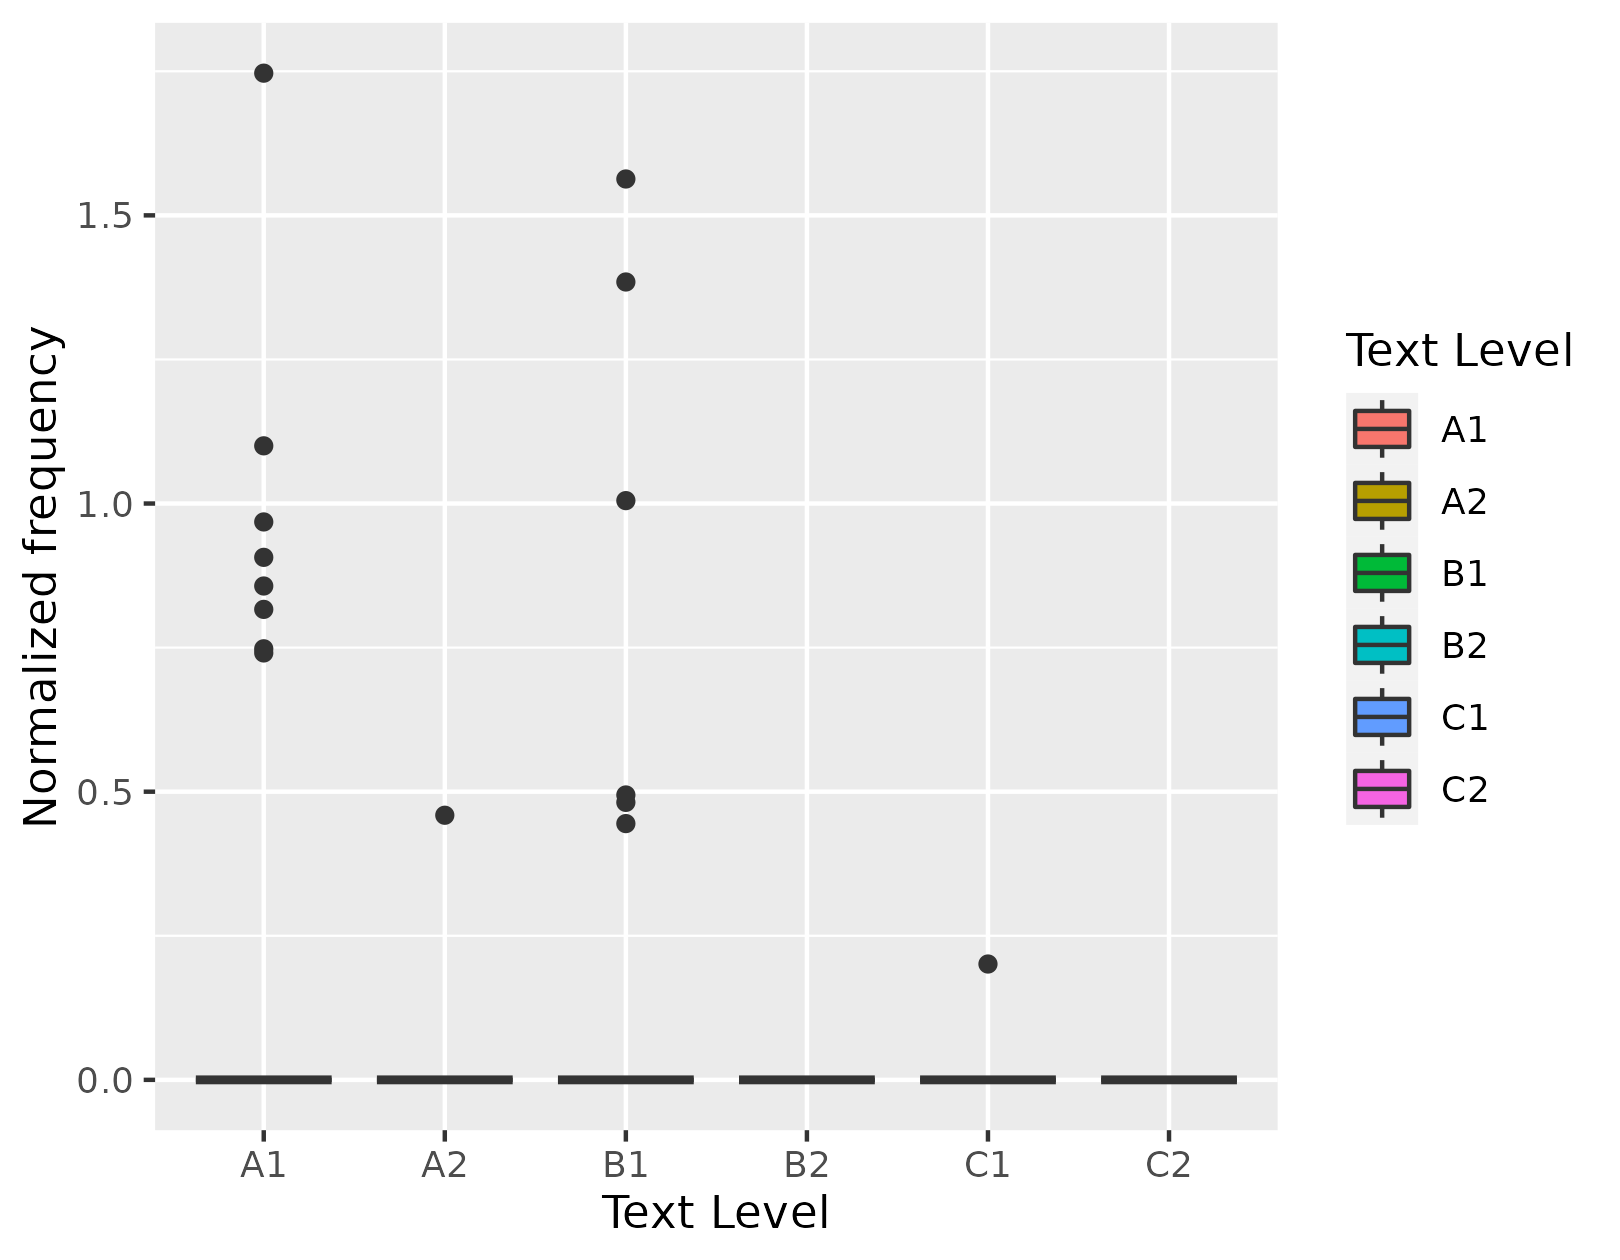 Normalized frequency
1.5
1.0
0.5
0.0
A1 A2 B1 B2 C1 C2
Text Level
Text Level
A1
A2
B1
B2
C1
C2